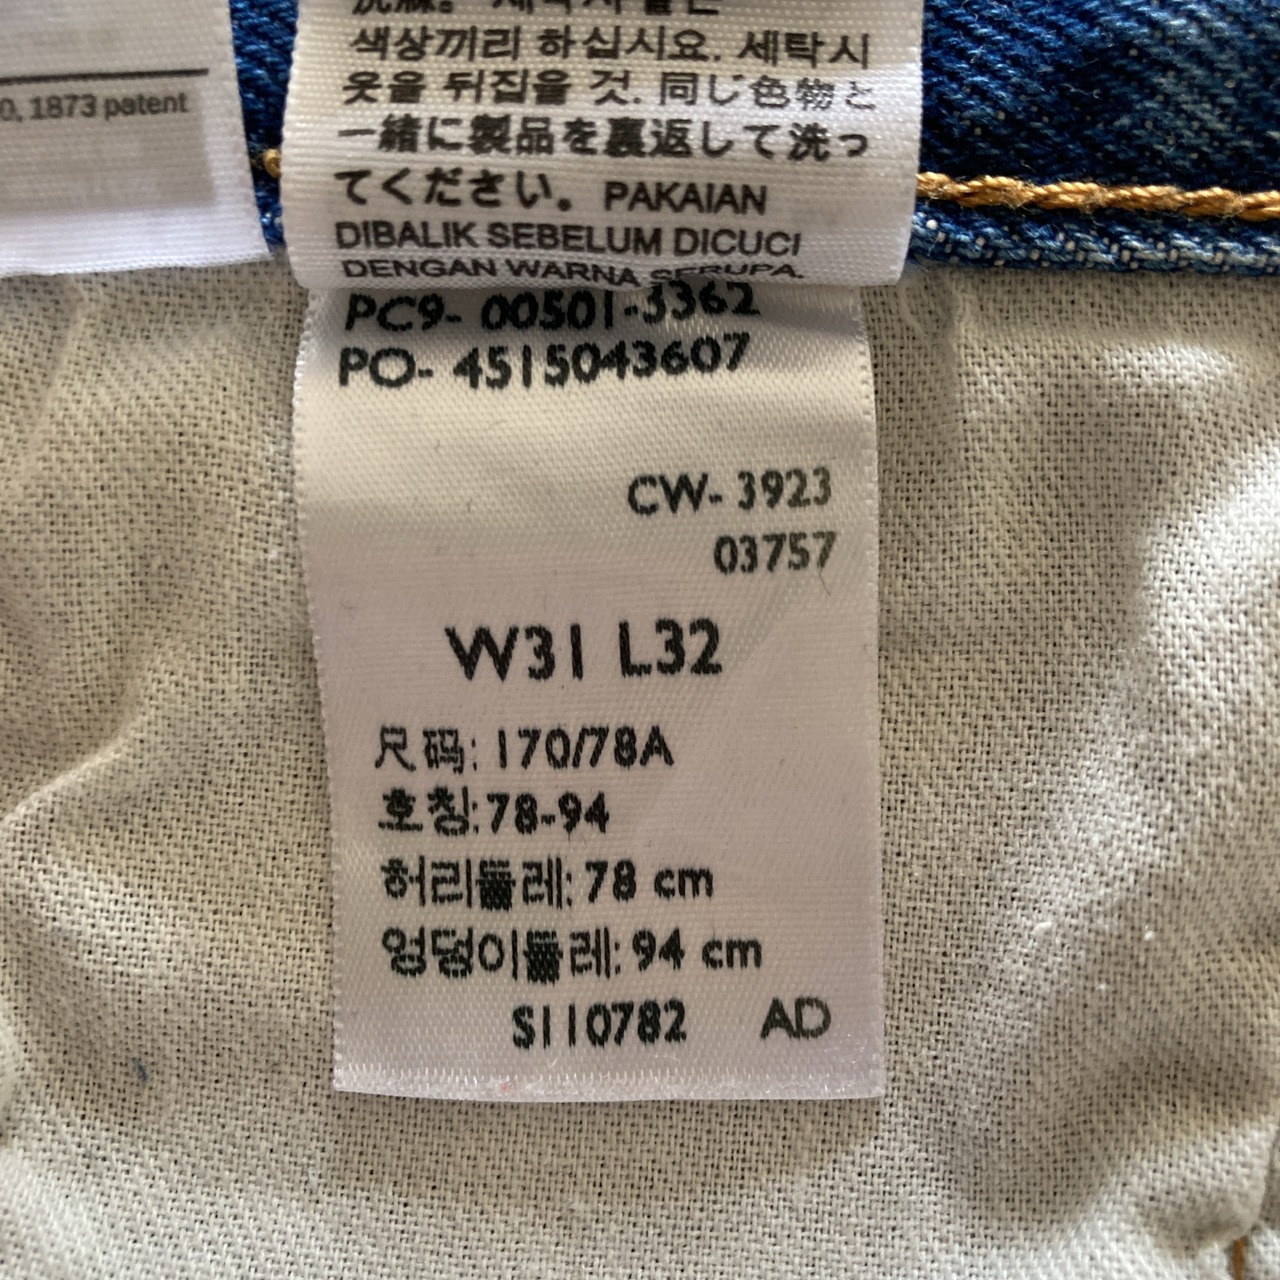 0, 1873 patent
색상끼리 하십시요. 세탁시
옷을 뒤집을 것. 同じ色物と
一緒に製品を裏返して洗っ
てください。PAKAIAN
DIBALIK SEBELUM DICUCI
DENGAN WARNA SERUPA.
PC9- 00501-3362
PO- 4515043607
CW- 3923
03757
W31 L32
尺码: 170/78A
호칭: 78-94
허리둘레: 78 cm
엉덩이둘레: 94 cm
S110782 AD